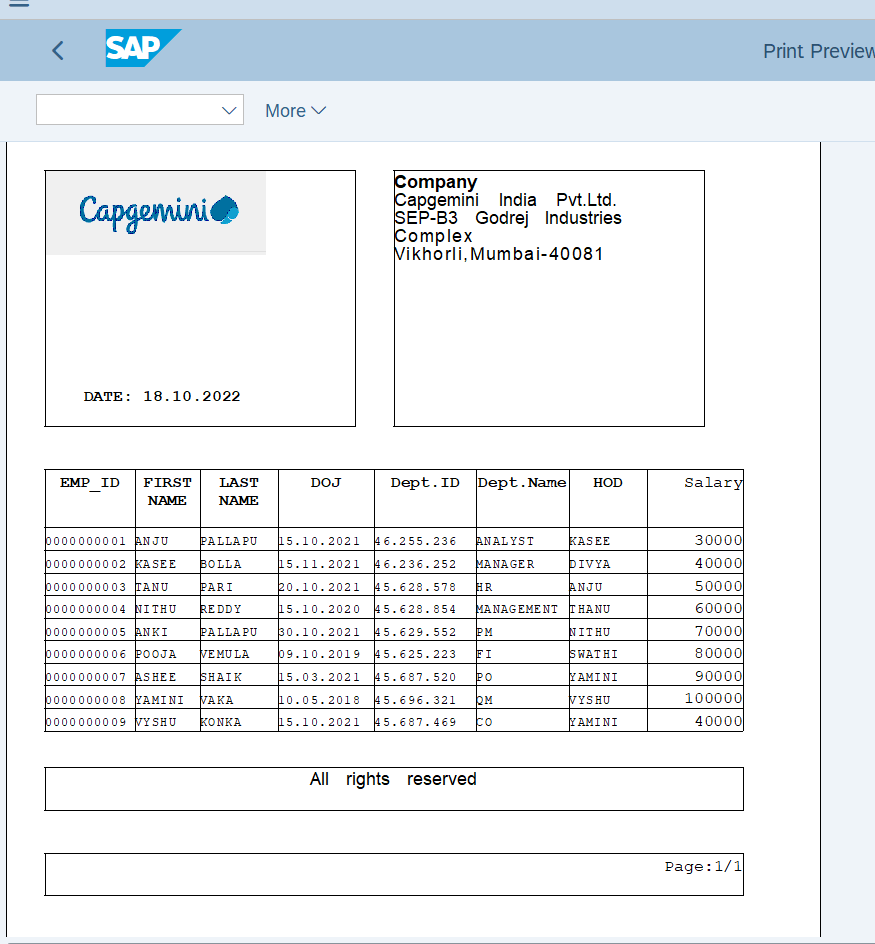 SAP
Print Preview
More
Capgemini
DATE: 18.10.2022
Company
Capgemini India Pvt.Ltd.
SEP-B3 Godrej Industries
Complex
Vikhorli,Mumbai-40081
EMP_ID FIRST NAME LAST NAME DOJ Dept.ID Dept.Name HOD Salary
0000000001 ANJU PALLAPU 15.10.2021 46.255.236 ANALYST KASEE 30000
0000000002 KASEE BOLLA 15.11.2021 46.236.252 MANAGER DIVYA 40000
0000000003 TANU PARI 20.10.2021 45.628.578 HR ANJU 50000
0000000004 NITHU REDDY 15.10.2020 45.628.854 MANAGEMENT THANU 60000
0000000005 ANKI PALLAPU 30.10.2021 45.629.552 PM NITHU 70000
0000000006 POOJA VEMULA 09.10.2019 45.625.223 FI SWATHI 80000
0000000007 ASHEE SHAIK 15.03.2021 45.687.520 PO YAMINI 90000
0000000008 YAMINI VAKA 10.05.2018 45.696.321 QM VYSHU 100000
0000000009 VYSHU KONKA 15.10.2021 45.687.469 CO YAMINI 40000
All rights reserved
Page:1/1